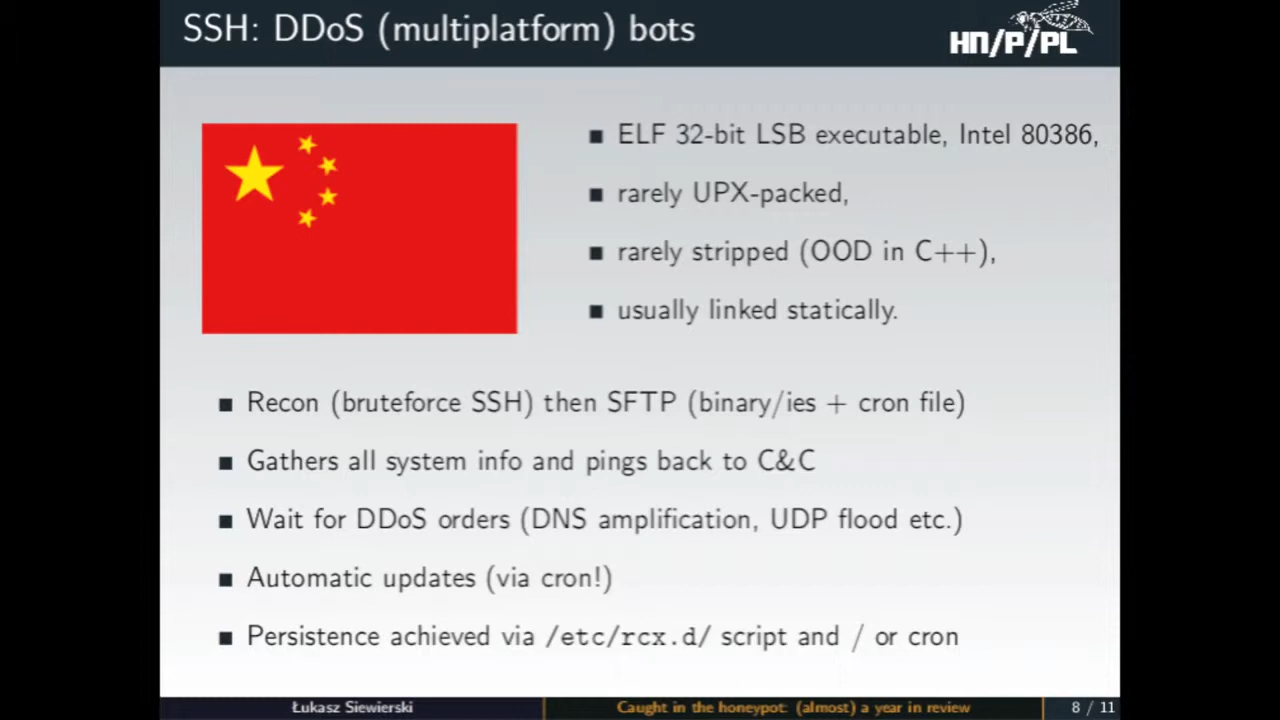 SSH: DDoS (multiplatform) bots
HN/P/PL
■ ELF 32-bit LSB executable, Intel 80386,
■ rarely UPX-packed,
■ rarely stripped (OOD in C++),
■ usually linked statically.
■ Recon (bruteforce SSH) then SFTP (binary/ies + cron file)
■ Gathers all system info and pings back to C&C
■ Wait for DDoS orders (DNS amplification, UDP flood etc.)
■ Automatic updates (via cron!)
■ Persistence achieved via /etc/rcx.d/ script and / or cron
Łukasz Siewierski
Caught in the honeypot: (almost) a year in review
8 / 11